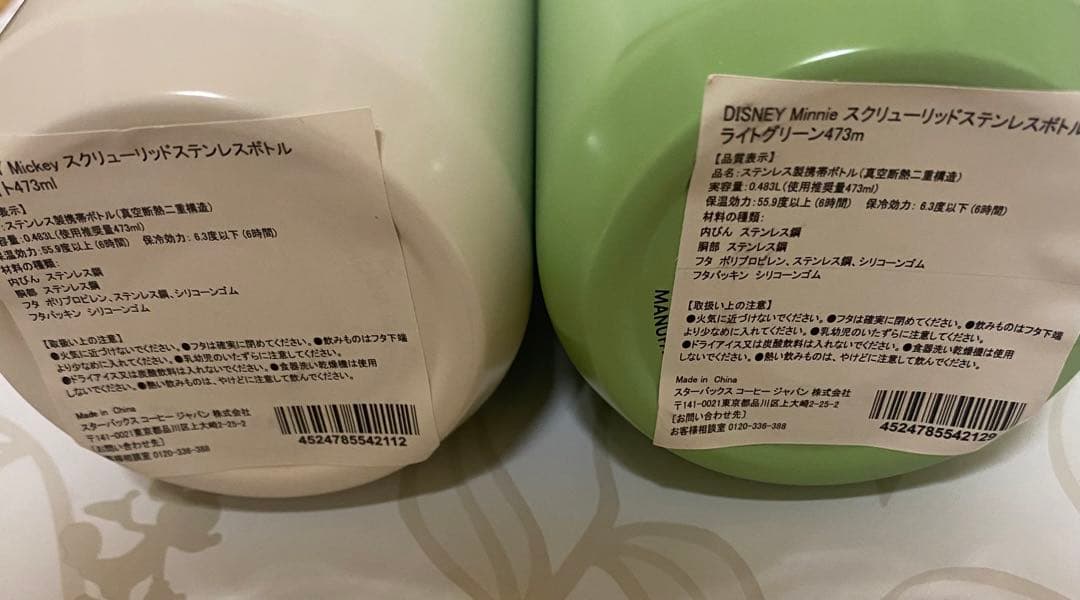 Y Mickey スクリューリッドステンレスボトル
ト473ml
表示】
:ステンレス製携帯ボトル(真空断熱二重構造)
容量:0.483L(使用推奨量473ml)
温効力:55.9度以上(6時間) 保冷効力: 6.3度以下(6時間)
材料の種類:
内びん ステンレス鋼
胴部 ステンレス鋼
フタ ポリプロピレン、ステンレス鋼、シリコーンゴム
フタパッキン シリコーンゴム
【取扱い上の注意】
●火気に近づけないでください。●フタは確実に閉めてください。●飲みものはフタ下端
より少なめに入れてください。●乳幼児のいたずらに注意してください。
●ドライアイス又は炭酸飲料は入れないでください。●食器洗い乾燥機は使用
しないでください。●熱い飲みものは、やけどに注意して飲んでください。
Made in China
スターバックス コーヒー ジャパン 株式会社
〒141-0021東京都品川区上大崎2-25-2
【お問い合わせ先】
客様相談室 0120-336-388
4524785542112
DISNEY Minnie スクリューリッドステンレスボトル
ライトグリーン473m
【品質表示】
品名:ステンレス製携帯ボトル(真空断熱二重構造)
実容量:0.483L(使用推奨量473ml)
保温効力:55.9度以上(6時間) 保冷効力: 6.3度以下(6時間)
材料の種類:
内びん ステンレス鋼
胴部 ステンレス鋼
フタ ポリプロピレン、ステンレス鋼、シリコーンゴム
フタパッキン シリコーンゴム
【取扱い上の注意】
●火気に近づけないでください。●フタは確実に閉めてください。●飲みものはフタ下端
より少なめに入れてください。●乳幼児のいたずらに注意してください。
●ドライアイス又は炭酸飲料は入れないでください。●食器洗い乾燥機は使用
しないでください。●熱い飲みものは、やけどに注意して飲んでください。
Made in China
スターバックス コーヒー ジャパン 株式会社
〒141-0021東京都品川区上大崎2-25-2
【お問い合わせ先】
お客様相談室 0120-336-388
4524785542129
MANUF